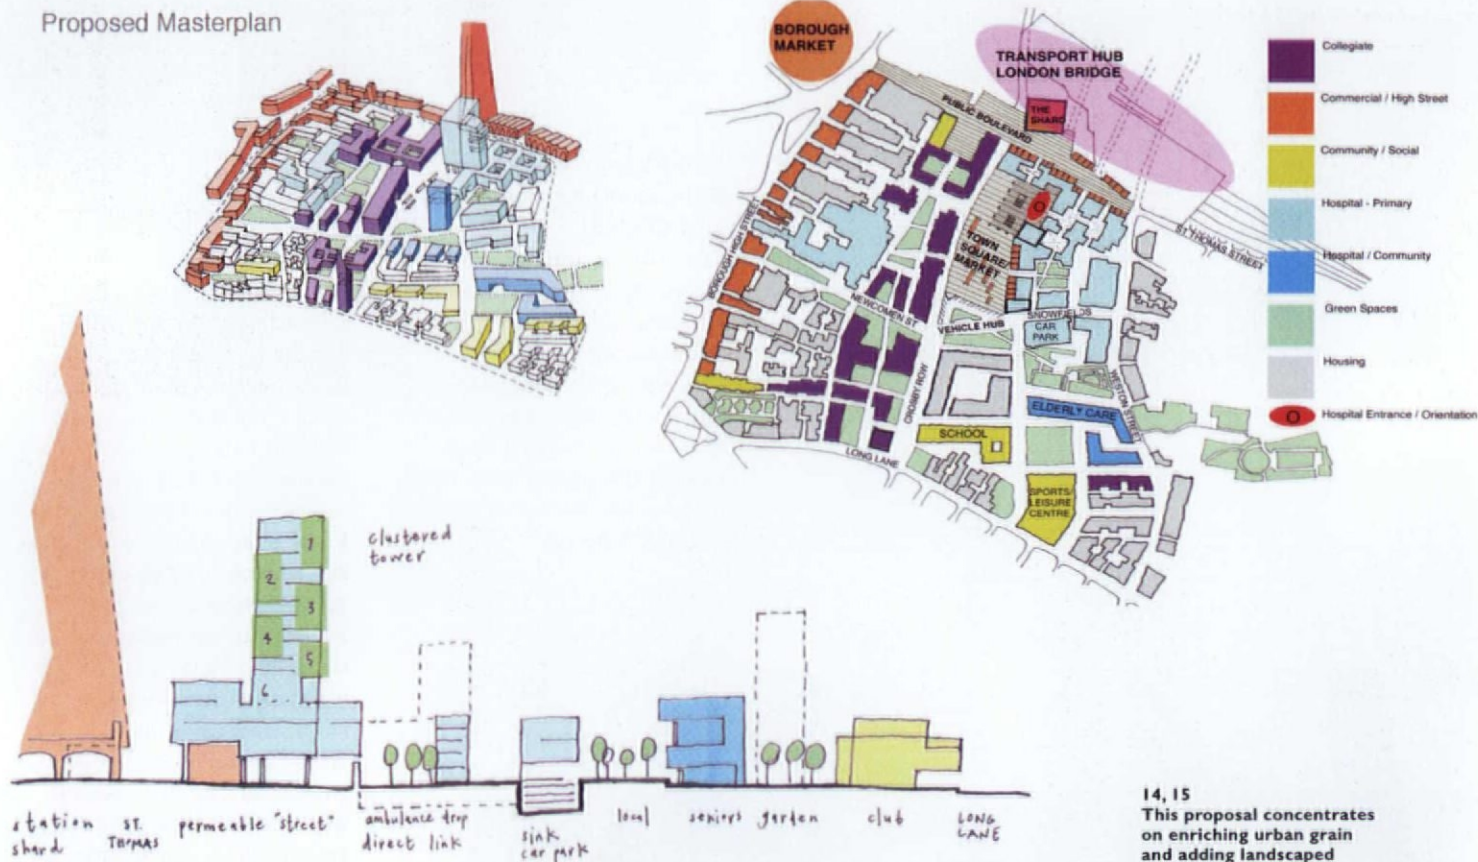 Proposed Masterplan
BOROUGH
MARKET
TRANSPORT HUB
LONDON BRIDGE
PUBLIC BOULEVARD
THE
SHARD
O
TOWN
SQUARE/
MARKET
ST THOMAS STREET
BOROUGH HIGH STREET
NEWCOMEN ST
VEHICLE HUB
SNOWFIELDS
CAR
PARK
CROSBY ROW
WESTON STREET
ELDERLY CARE
SCHOOL
LONG LANE
SPORTS/
LEISURE
CENTRE
Collegiate
Commercial / High Street
Community / Social
Hospital - Primary
Hospital / Community
Green Spaces
Housing
O Hospital Entrance / Orientation
clustered
tower
1
2
3
4
5
6
station
shard
ST.
THOMAS
permeable "street"
ambulance drop
direct link
sink
car park
local
seniors
garden
club
LONG
LANE
14, 15
This proposal concentrates
on enriching urban grain
and adding landscaped